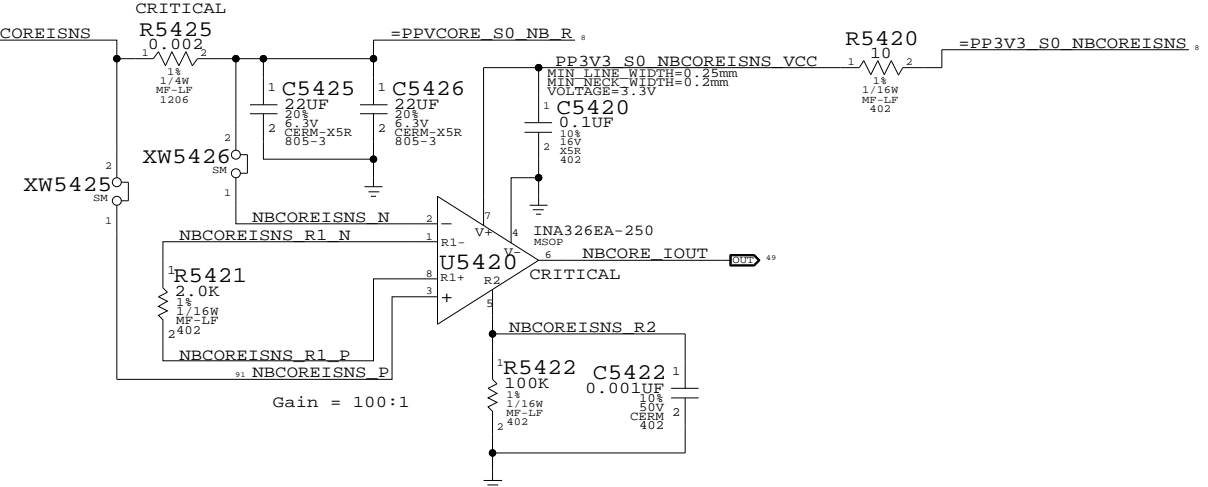 CRITICAL
COREISNS
R5425
0.002
1
2
1%
1/4W
MF-LF
1206
=PPVCORE_S0_NB_R
8
R5420
10
1
2
1%
1/16W
MF-LF
402
=PP3V3_S0_NBCOREISNS
8
PP3V3_S0_NBCOREISNS_VCC
MIN_LINE_WIDTH=0.25mm
MIN_NECK_WIDTH=0.2mm
VOLTAGE=3.3V
1
C5425
22UF
20%
6.3V
2
CERM-X5R
805-3
1
C5426
22UF
20%
6.3V
2
CERM-X5R
805-3
1
C5420
0.1UF
10%
16V
2
X5R
402
2
XW5426
SM
1
2
XW5425
SM
1
NBCOREISNS_N
2
−
7
V+
4
V-
INA326EA-250
MSOP
NBCOREISNS_R1_N
1
R1-
U5420
6
NBCORE_IOUT
OUT
49
CRITICAL
8
R1+
R2
3
+
5
1
R5421
2.0K
1%
1/16W
MF-LF
2
402
NBCOREISNS_R1_P
91
NBCOREISNS_P
Gain = 100:1
NBCOREISNS_R2
1
R5422
100K
1%
1/16W
MF-LF
2
402
C5422
1
0.001UF
10%
50V
2
CERM
402